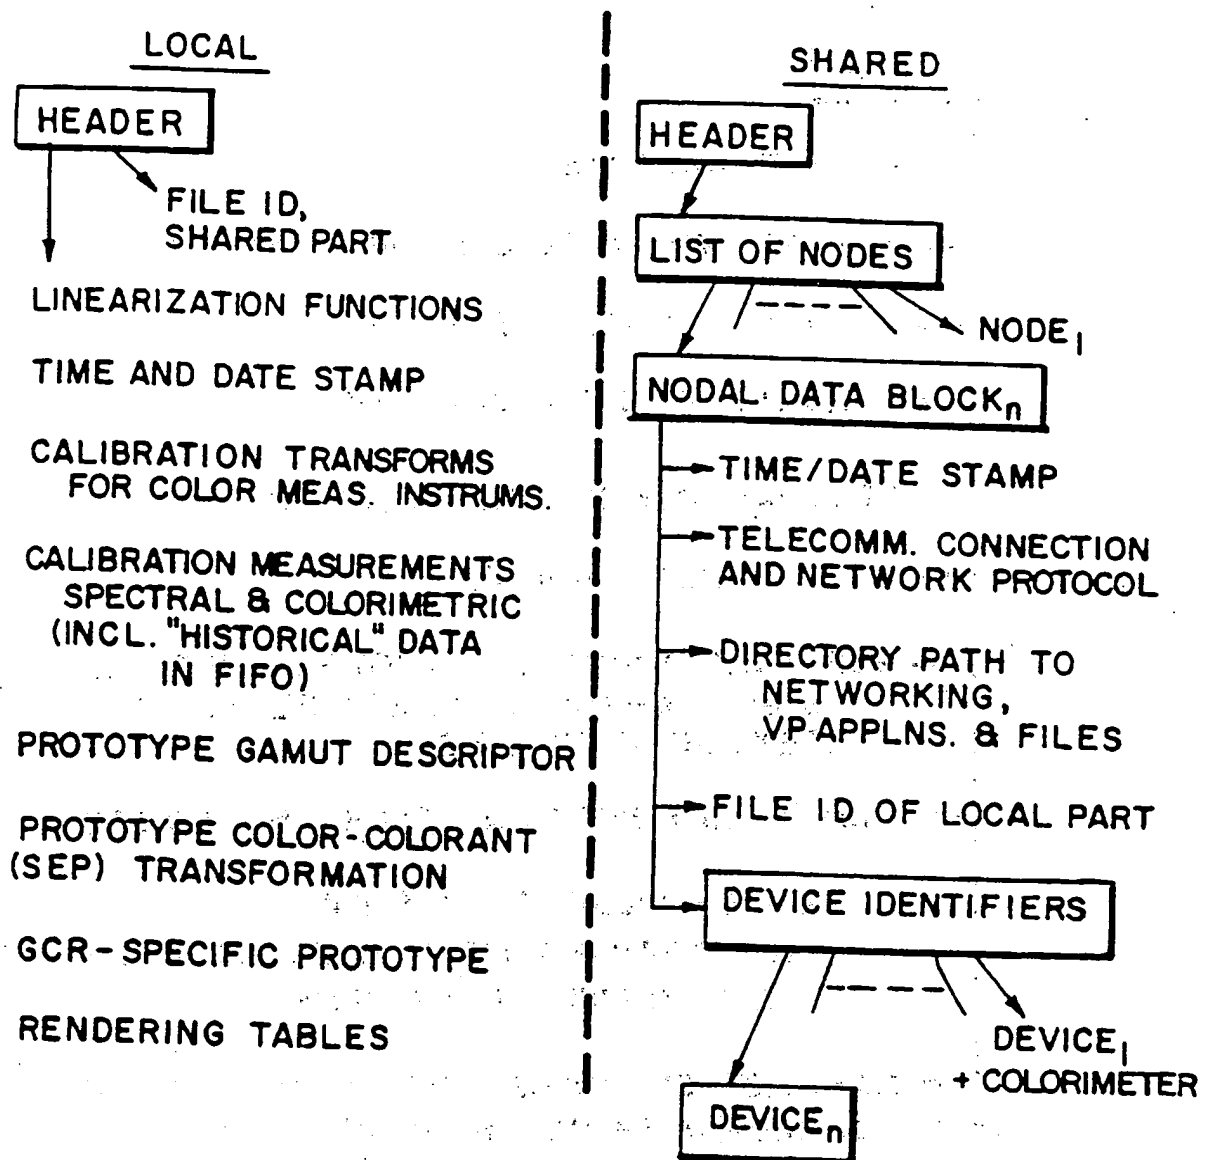 LOCAL
HEADER
FILE ID,
SHARED PART
LINEARIZATION FUNCTIONS
TIME AND DATE STAMP
CALIBRATION TRANSFORMS
FOR COLOR MEAS. INSTRUMS.
CALIBRATION MEASUREMENTS
SPECTRAL & COLORIMETRIC
(INCL. "HISTORICAL" DATA
IN FIFO)
PROTOTYPE GAMUT DESCRIPTOR
PROTOTYPE COLOR-COLORANT
(SEP) TRANSFORMATION
GCR-SPECIFIC PROTOTYPE
RENDERING TABLES
SHARED
HEADER
LIST OF NODES
NODE₁
NODAL DATA BLOCKₙ
TIME/DATE STAMP
TELECOMM. CONNECTION
AND NETWORK PROTOCOL
DIRECTORY PATH TO
NETWORKING,
VP APPLNS. & FILES
FILE ID OF LOCAL PART
DEVICE IDENTIFIERS
DEVICE₁
+ COLORIMETER
DEVICEₙ